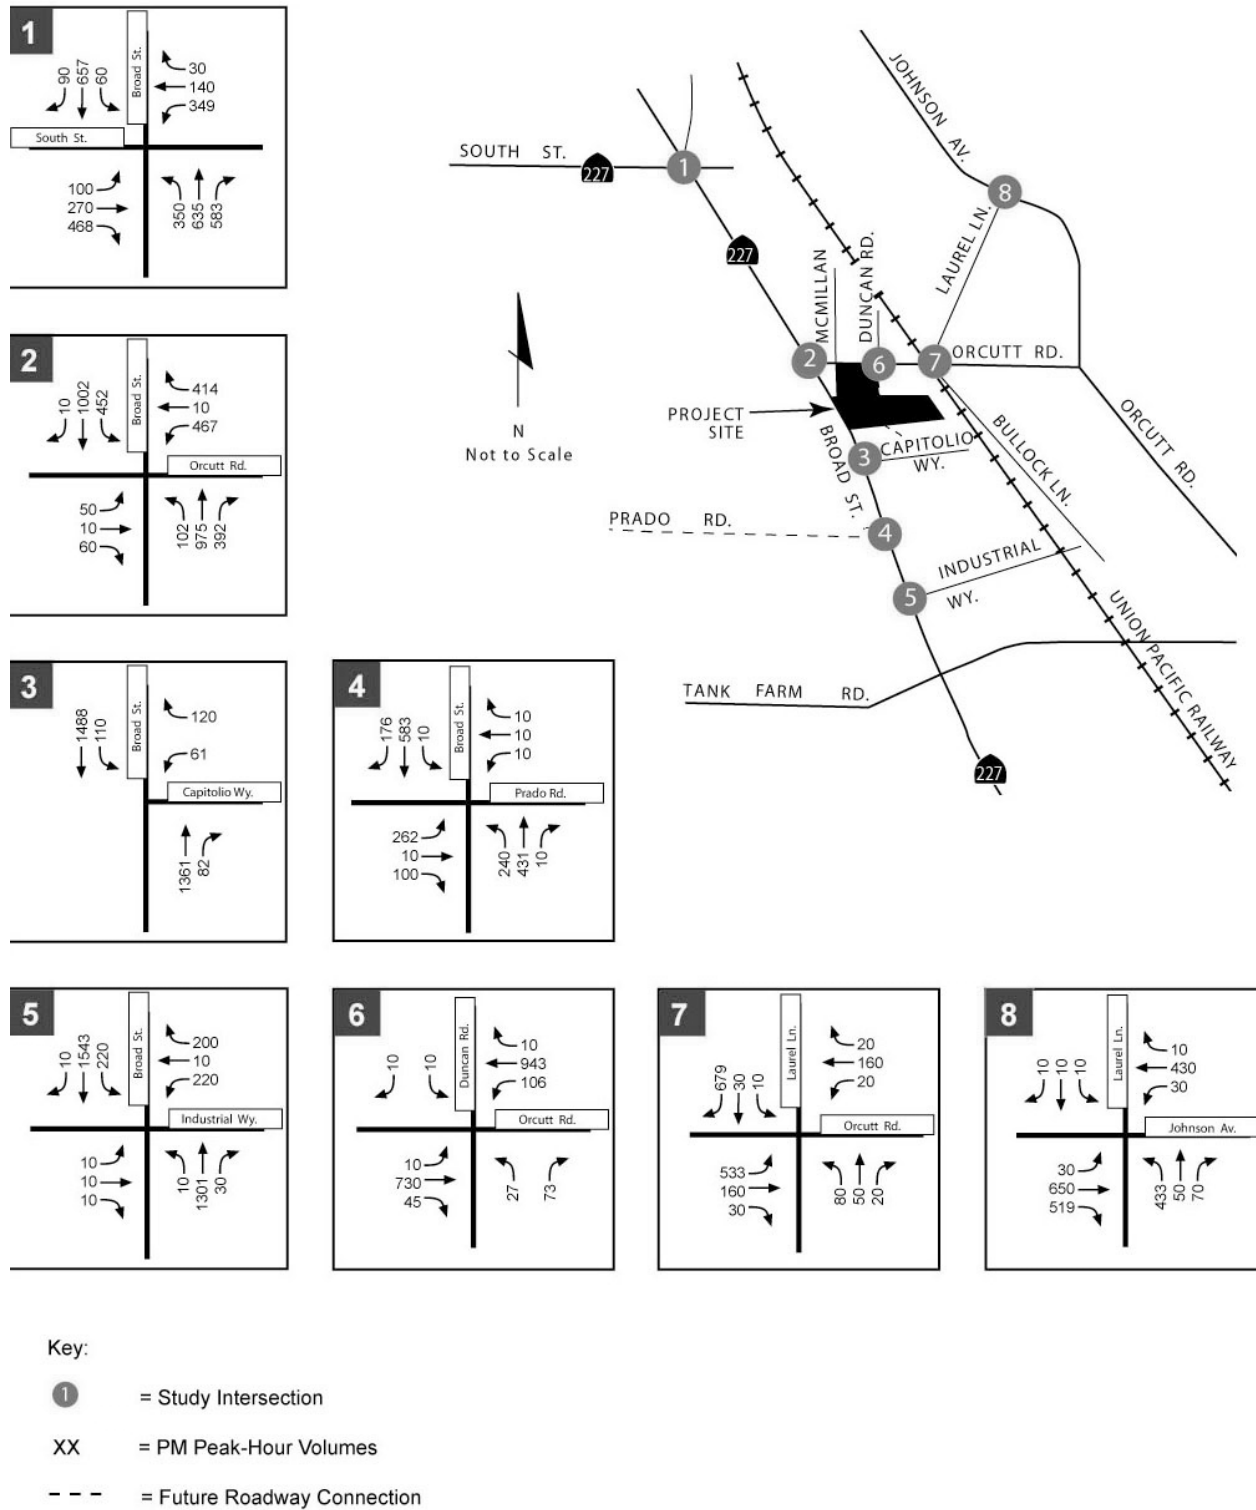 1
Broad St.
90
657
60
30
140
349
South St.
100
270
468
350
635
583
2
Broad St.
10
1002
452
414
10
467
Orcutt Rd.
50
10
60
102
975
392
3
Broad St.
1488
110
120
61
Capitolio Wy.
1361
82
4
Broad St.
176
583
10
10
10
10
Prado Rd.
262
10
100
240
431
10
5
Broad St.
10
1543
220
200
10
220
Industrial Wy.
10
10
10
10
1301
30
6
Duncan Rd.
10
10
10
943
106
Orcutt Rd.
10
730
45
27
73
7
Laurel Ln.
679
30
10
20
160
20
Orcutt Rd.
533
160
30
80
50
20
8
Laurel Ln.
10
10
10
10
430
30
Johnson Av.
30
650
519
433
50
70
SOUTH ST.
227
1
JOHNSON AV.
8
227
MCMILLAN
DUNCAN RD.
LAUREL LN.
2
6
7
ORCUTT RD.
N
Not to Scale
PROJECT
SITE
BROAD ST.
3
CAPITOLIO
WY.
BULLOCK LN.
ORCUTT RD.
PRADO RD.
4
INDUSTRIAL
WY.
5
UNION PACIFIC RAILWAY
TANK FARM RD.
227
Key:
1 = Study Intersection
XX = PM Peak-Hour Volumes
= Future Roadway Connection